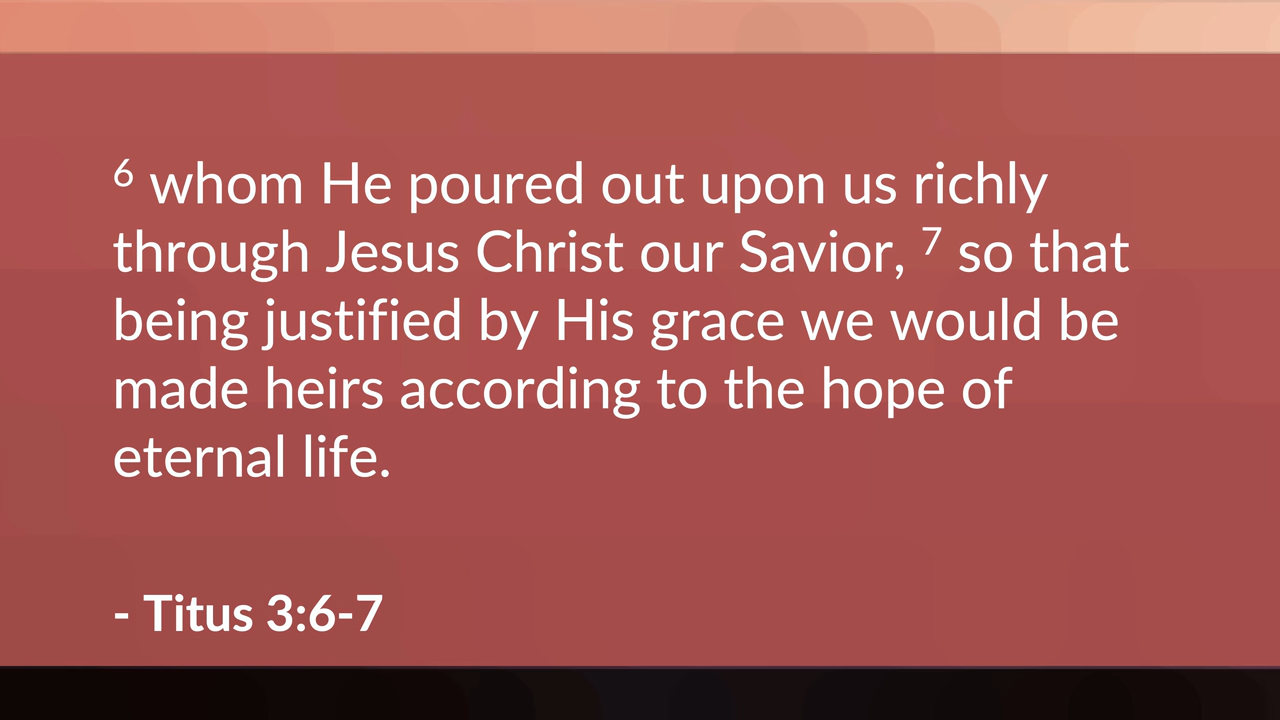 6 whom He poured out upon us richly
through Jesus Christ our Savior, 7 so that
being justified by His grace we would be
made heirs according to the hope of
eternal life.
- Titus 3:6-7